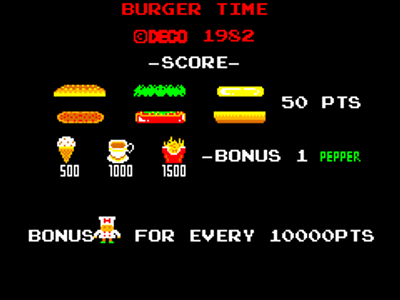 BURGER TIME
©DECO 1982
-SCORE-
50 PTS
-BONUS 1 PEPPER
500 1000 1500
BONUS FOR EVERY 10000PTS